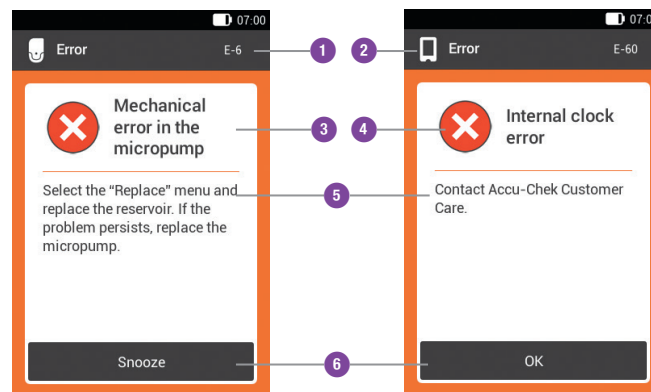 07:00
Error E-6
Mechanical
error in the
micropump
Select the “Replace” menu and
replace the reservoir. If the
problem persists, replace the
micropump.
Snooze
1
2
3
4
5
6
07:0
Error E-60
Internal clock
error
Contact Accu-Chek Customer
Care.
OK